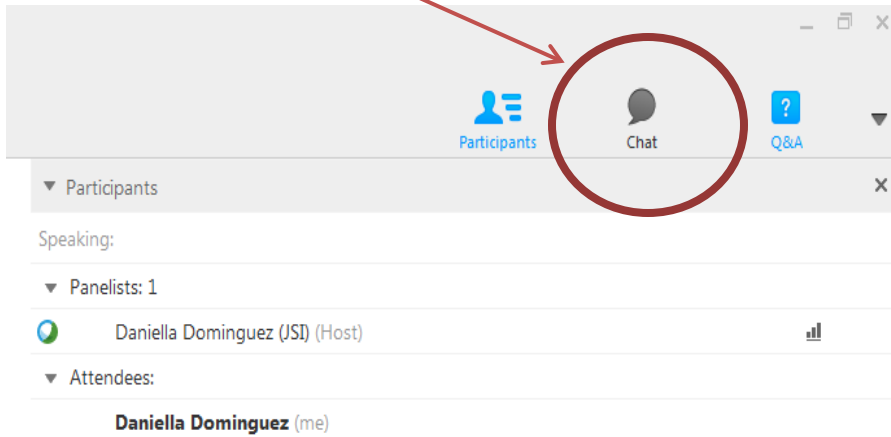 Participants Chat Q&A
Participants
Speaking:
Panelists: 1
Daniella Dominguez (JSI) (Host)
Attendees:
Daniella Dominguez (me)